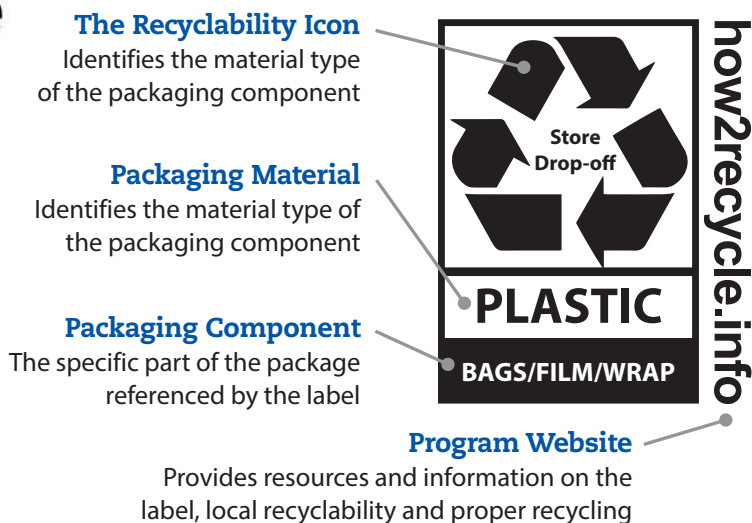 The Recyclability Icon
Identifies the material type
of the packaging component
Packaging Material
Identifies the material type of
the packaging component
Packaging Component
The specific part of the package
referenced by the label
Store
Drop-off
PLASTIC
BAGS/FILM/WRAP
how2recycle.info
Program Website
Provides resources and information on the
label, local recyclability and proper recycling